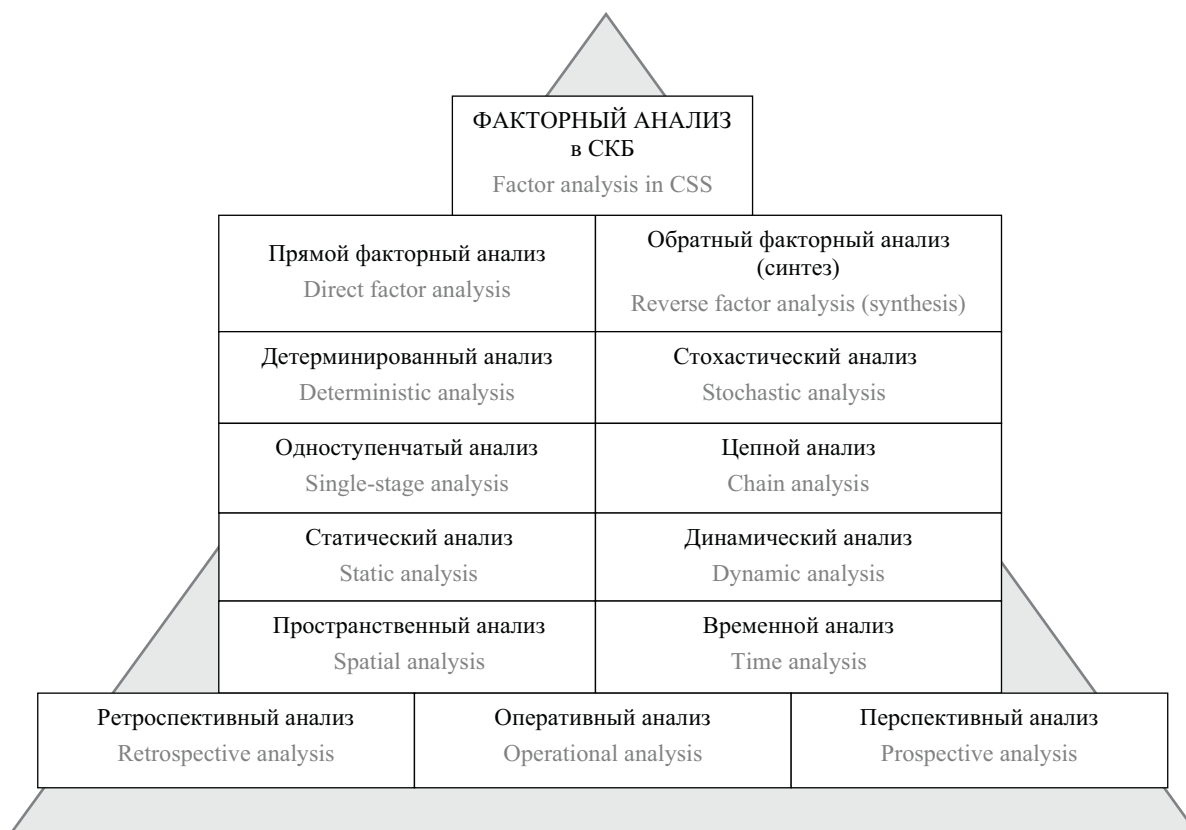 ФАКТОРНЫЙ АНАЛИЗ
в СКБ
Factor analysis in CSS
Прямой факторный анализ
Direct factor analysis
Обратный факторный анализ
(синтез)
Reverse factor analysis (synthesis)
Детерминированный анализ
Deterministic analysis
Стохастический анализ
Stochastic analysis
Одноступенчатый анализ
Single-stage analysis
Цепной анализ
Chain analysis
Статический анализ
Static analysis
Динамический анализ
Dynamic analysis
Пространственный анализ
Spatial analysis
Временной анализ
Time analysis
Ретроспективный анализ
Retrospective analysis
Оперативный анализ
Operational analysis
Перспективный анализ
Prospective analysis